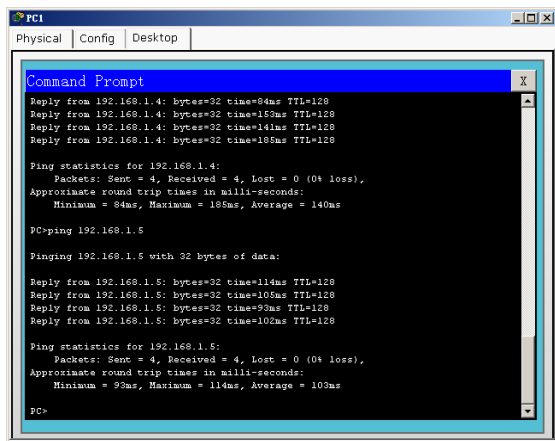 PC1
Physical Config Desktop
Command Prompt X
Reply from 192.168.1.4: bytes=32 time=84ms TTL=128
Reply from 192.168.1.4: bytes=32 time=153ms TTL=128
Reply from 192.168.1.4: bytes=32 time=141ms TTL=128
Reply from 192.168.1.4: bytes=32 time=185ms TTL=128
Ping statistics for 192.168.1.4:
Packets: Sent = 4, Received = 4, Lost = 0 (0% loss),
Approximate round trip times in milli-seconds:
Minimum = 84ms, Maximum = 185ms, Average = 140ms
PC>ping 192.168.1.5
Pinging 192.168.1.5 with 32 bytes of data:
Reply from 192.168.1.5: bytes=32 time=114ms TTL=128
Reply from 192.168.1.5: bytes=32 time=105ms TTL=128
Reply from 192.168.1.5: bytes=32 time=93ms TTL=128
Reply from 192.168.1.5: bytes=32 time=102ms TTL=128
Ping statistics for 192.168.1.5:
Packets: Sent = 4, Received = 4, Lost = 0 (0% loss),
Approximate round trip times in milli-seconds:
Minimum = 93ms, Maximum = 114ms, Average = 103ms
PC>